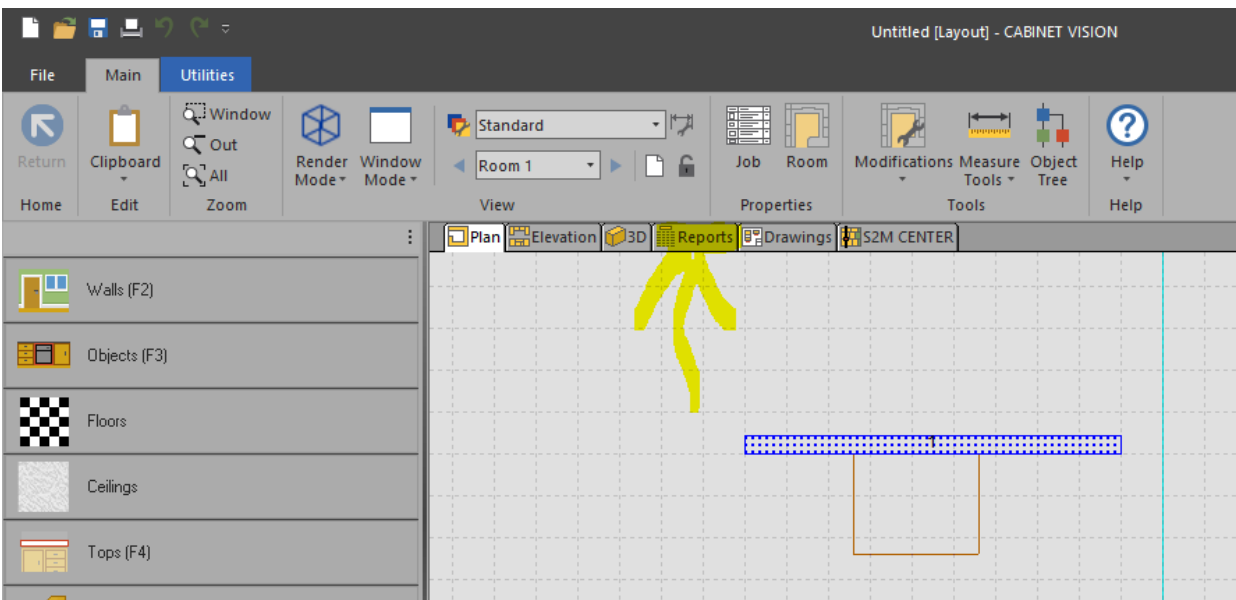 Untitled [Layout] - CABINET VISION
File Main Utilities
Window
Out
All
Return
Clipboard
Render Mode
Window Mode
Standard
Room 1
Job
Room
Modifications
Measure Tools
Object Tree
Help
Home Edit Zoom View Properties Tools Help
Plan Elevation 3D Reports Drawings S2M CENTER
Walls (F2)
Objects (F3)
Floors
Ceilings
Tops (F4)
1